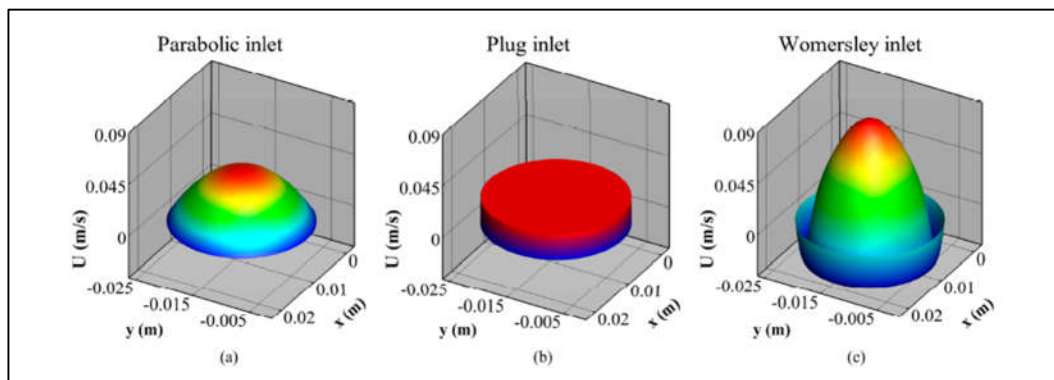 Parabolic inlet
Plug inlet
Womersley inlet
0.09
0.045
0
U (m/s)
-0.025
-0.015
-0.005
y (m)
0.02
0.01
0
x (m)
(a)
0.09
0.045
0
U (m/s)
-0.025
-0.015
-0.005
y (m)
0.02
0.01
0
x (m)
(b)
0.09
0.045
0
U (m/s)
-0.025
-0.015
-0.005
y (m)
0.02
0.01
0
x (m)
(c)